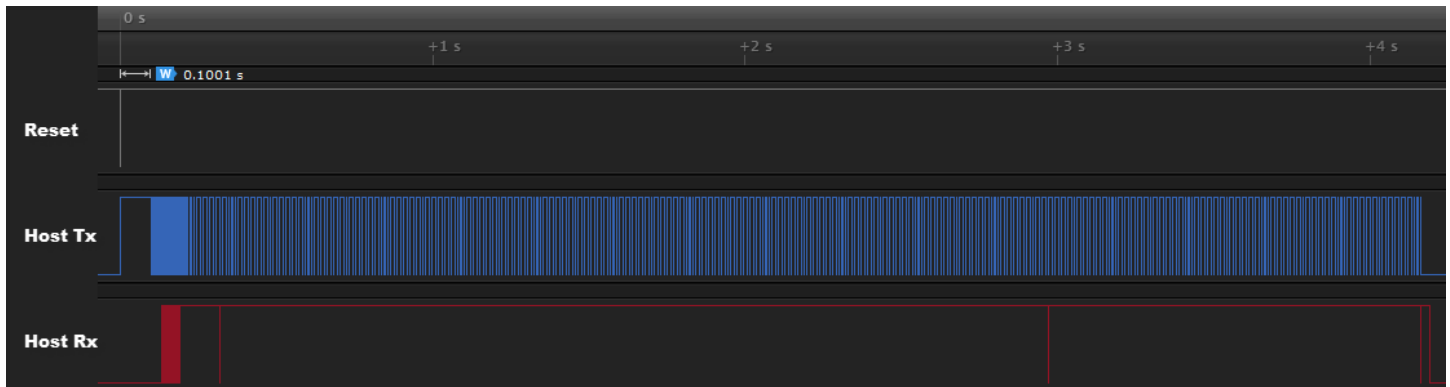 0 s
+1 s +2 s +3 s +4 s
W 0.1001 s
Reset
Host Tx
Host Rx